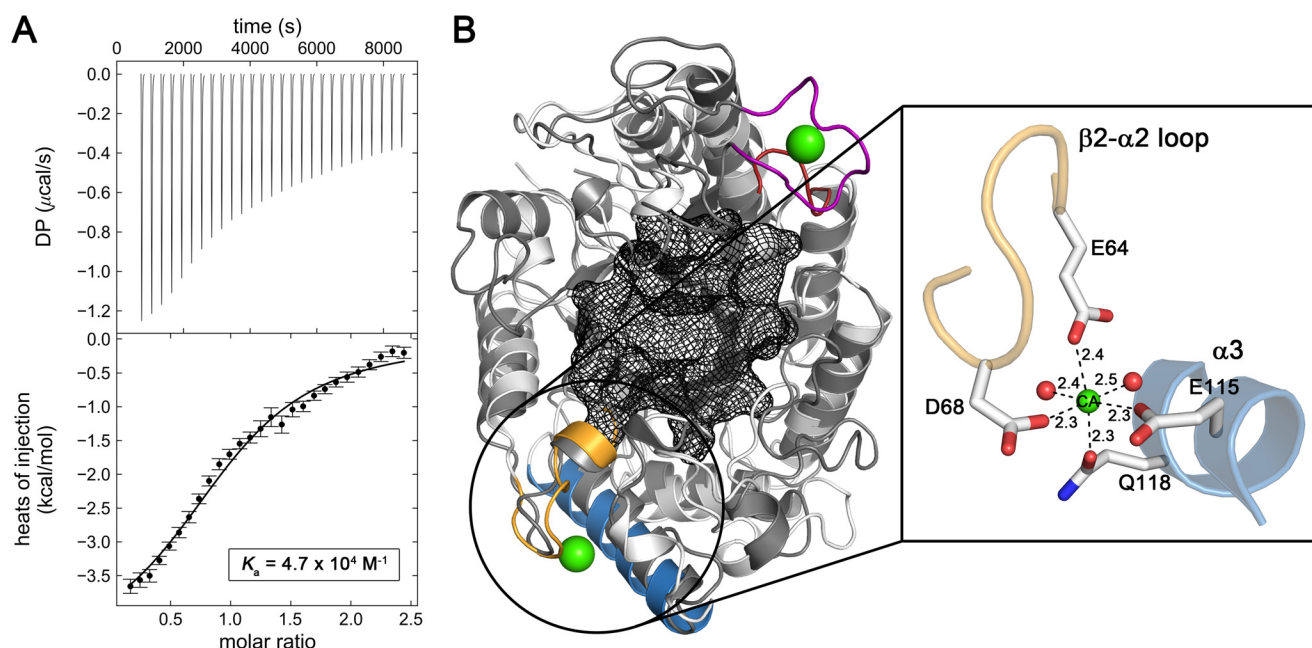 A
time (s)
0 2000 4000 6000 8000
DP (μcal/s)
0.0
-0.2
-0.4
-0.6
-0.8
-1.0
-1.2
heats of injection
(kcal/mol)
0.0
-0.5
-1.0
-1.5
-2.0
-2.5
-3.0
-3.5
Ka = 4.7 x 10⁴ M⁻¹
0.5 1.0 1.5 2.0 2.5
molar ratio
B
β2-α2 loop
E64
2.4
α3
2.4 2.5
CA
E115
D68
2.3
2.3
2.3
Q118